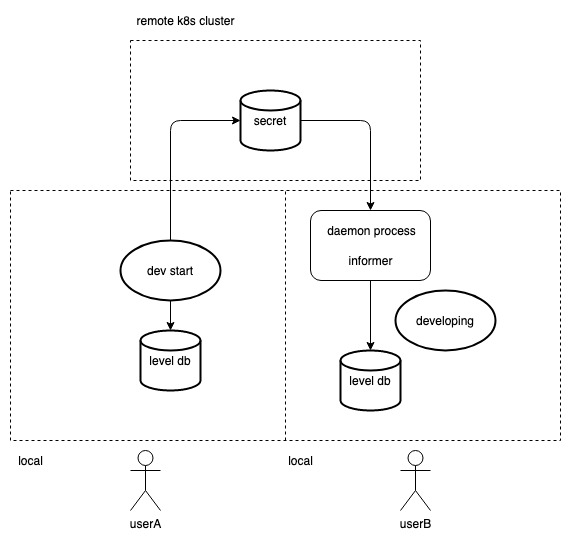 remote k8s cluster
secret
dev start
level db
daemon process
informer
developing
level db
local
userA
local
userB